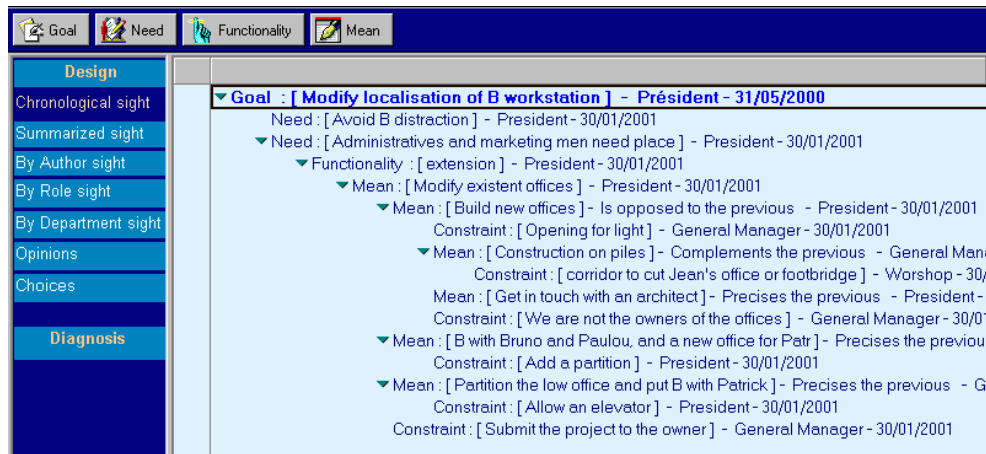 Goal Need Functionality Mean
Design
Chronological sight
Summarized sight
By Author sight
By Role sight
By Department sight
Opinions
Choices
Diagnosis
Goal : [ Modify localisation of B workstation ] - Président - 31/05/2000
Need : [ Avoid B distraction ] - President - 30/01/2001
Need : [ Administratives and marketing men need place ] - President - 30/01/2001
Functionality : [ extension ] - President - 30/01/2001
Mean : [ Modify existent offices ] - President - 30/01/2001
Mean : [ Build new offices ] - Is opposed to the previous - President - 30/01/2001
Constraint : [ Opening for light ] - General Manager - 30/01/2001
Mean : [ Construction on piles ] - Complements the previous - General Mana
Constraint : [ corridor to cut Jean's office or footbridge ] - Worshop - 30/
Mean : [ Get in touch with an architect ] - Precises the previous - President -
Constraint : [ We are not the owners of the offices ] - General Manager - 30/01
Mean : [ B with Bruno and Paulou, and a new office for Patr ] - Precises the previou
Constraint : [ Add a partition ] - President - 30/01/2001
Mean : [ Partition the low office and put B with Patrick ] - Precises the previous - G
Constraint : [ Allow an elevator ] - President - 30/01/2001
Constraint : [ Submit the project to the owner ] - General Manager - 30/01/2001